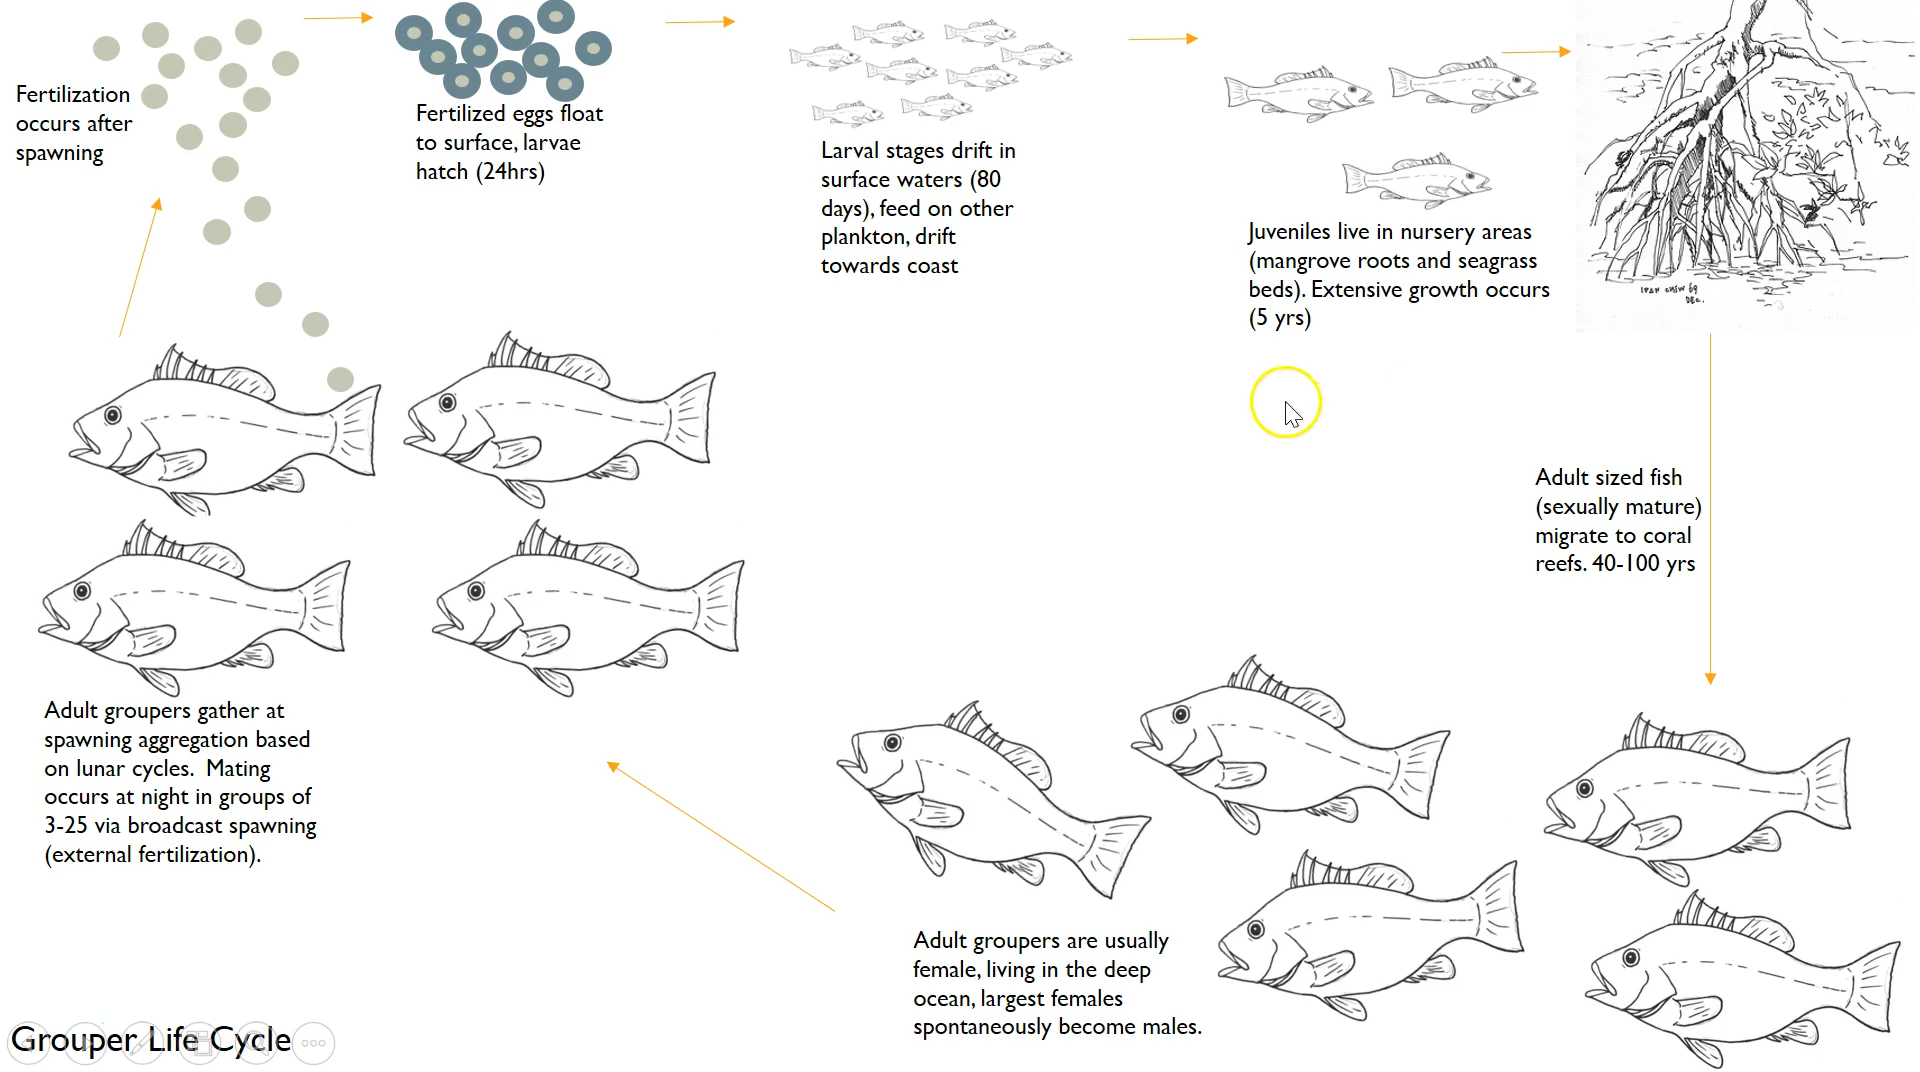 Fertilization
occurs after
spawning
Fertilized eggs float
to surface, larvae
hatch (24hrs)
Larval stages drift in
surface waters (80
days), feed on other
plankton, drift
towards coast
Juveniles live in nursery areas
(mangrove roots and seagrass
beds). Extensive growth occurs
(5 yrs)
DEC.
Adult sized fish
(sexually mature)
migrate to coral
reefs. 40-100 yrs
Adult groupers gather at
spawning aggregation based
on lunar cycles.  Mating
occurs at night in groups of
3-25 via broadcast spawning
(external fertilization).
Adult groupers are usually
female, living in the deep
ocean, largest females
spontaneously become males.
Grouper Life Cycle